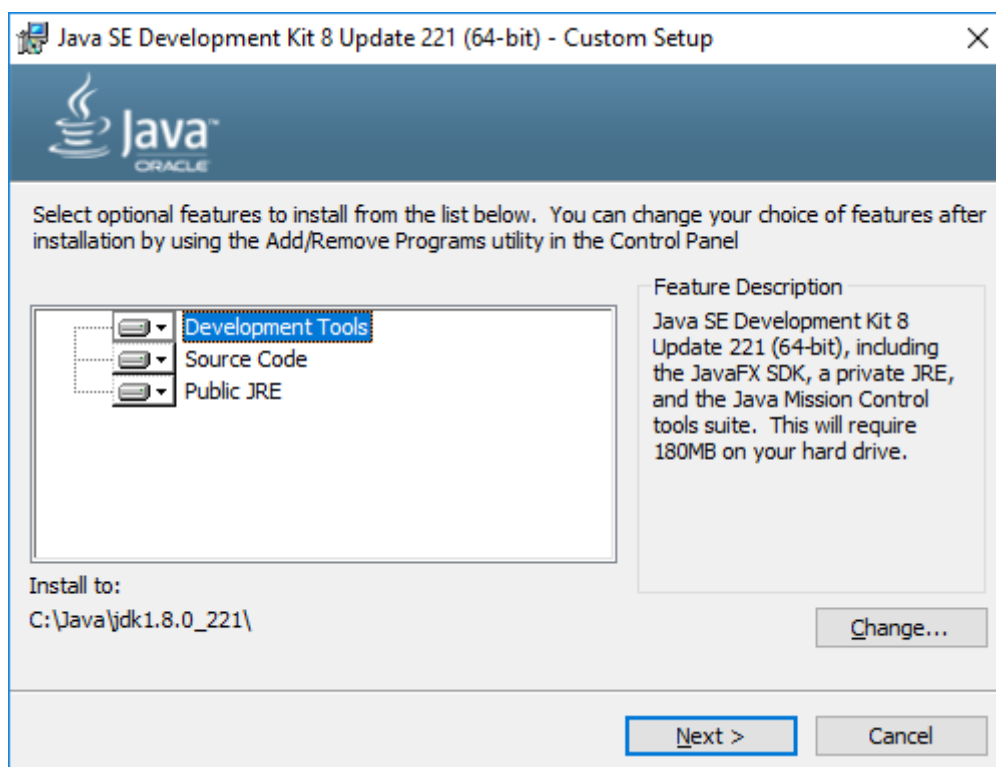 Java SE Development Kit 8 Update 221 (64-bit) - Custom Setup
Java™
ORACLE
Select optional features to install from the list below.  You can change your choice of features after
installation by using the Add/Remove Programs utility in the Control Panel
Development Tools
Source Code
Public JRE
Feature Description
Java SE Development Kit 8
Update 221 (64-bit), including
the JavaFX SDK, a private JRE,
and the Java Mission Control
tools suite.  This will require
180MB on your hard drive.
Install to:
C:\Java\jdk1.8.0_221\
Change...
Next >
Cancel